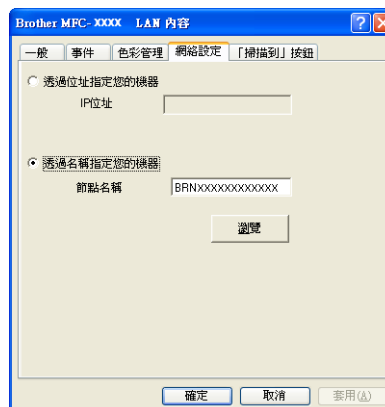 Brother MFC-XXXX LAN 內容
一般 事件 色彩管理 網絡設定 「掃描到」按鈕
透過位址指定您的機器
IP位址
透過名稱指定您的機器
節點名稱 BRNXXXXXXXXXXXX
瀏覽
確定 取消 套用(A)